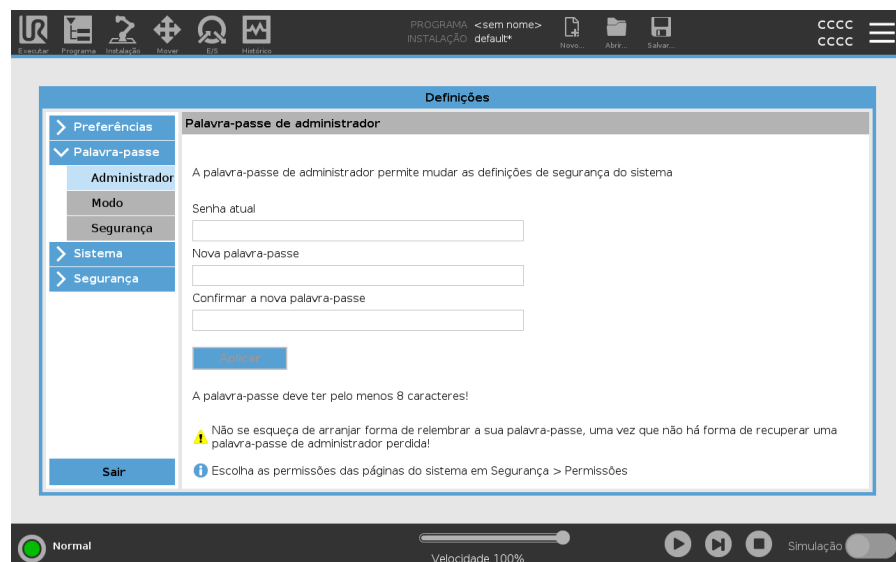 PROGRAMA <sem nome>
INSTALAÇÃO default*
Executar Programa Instalação Mover E/S Histórico
Novo... Abrir... Salvar...
CCCC
CCCC
Definições
Preferências
Palavra-passe
Administrador
Modo
Segurança
Sistema
Segurança
Sair
Palavra-passe de administrador
A palavra-passe de administrador permite mudar as definições de segurança do sistema
Senha atual
Nova palavra-passe
Confirmar a nova palavra-passe
Aplicar
A palavra-passe deve ter pelo menos 8 caracteres!
Não se esqueça de arranjar forma de relembrar a sua palavra-passe, uma vez que não há forma de recuperar uma
palavra-passe de administrador perdida!
Escolha as permissões das páginas do sistema em Segurança > Permissões
Normal
Velocidade 100%
Simulação